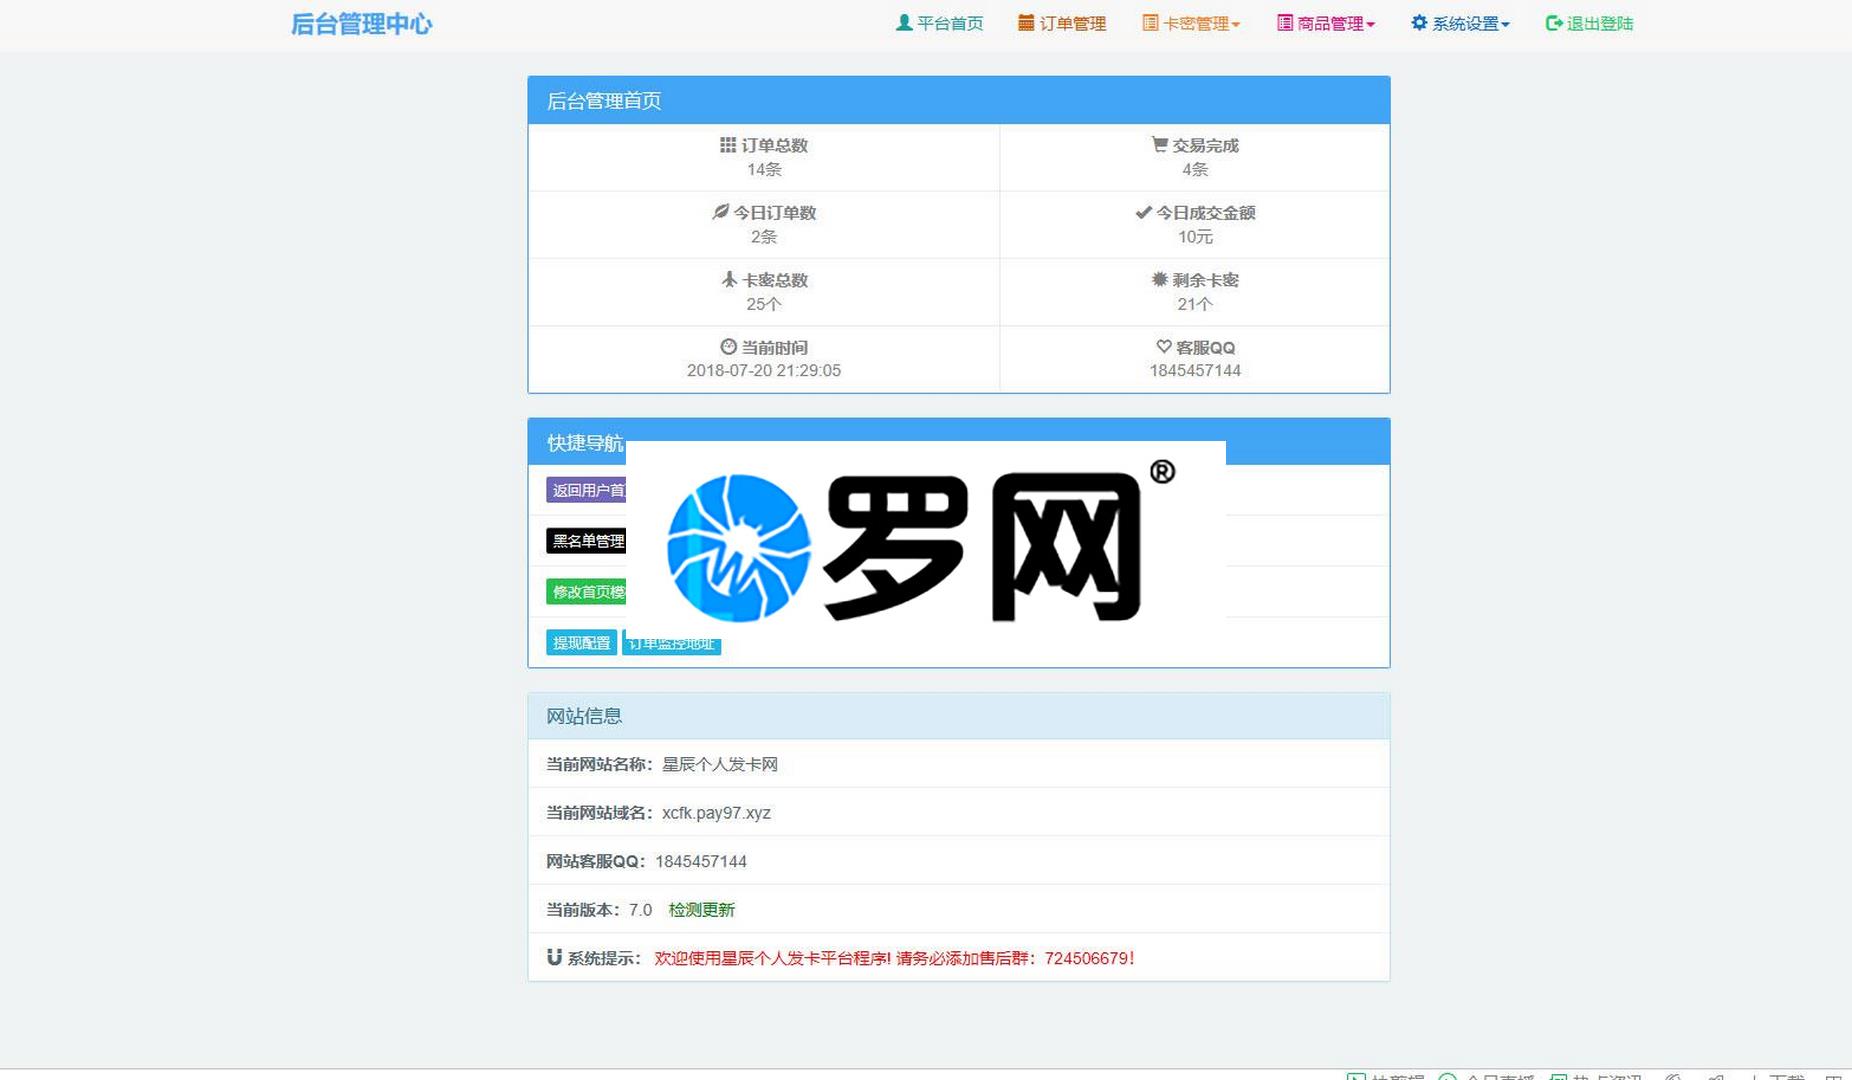 后台管理中心 平台首页 订单管理 卡密管理 商品管理 系统设置 退出登陆
后台管理首页
订单总数 交易完成
14条 4条
今日订单数 今日成交金额
2条 10元
卡密总数 剩余卡密
25个 21个
当前时间 客服QQ
2018-07-20 21:29:05 1845457144
快捷导航
罗网®
返回用户首
黑名单管理
修改首页模
提现配置 订单监控地址
网站信息
当前网站名称：星辰个人发卡网
当前网站域名：xcfk.pay97.xyz
网站客服QQ：1845457144
当前版本：7.0 检测更新
系统提示： 欢迎使用星辰个人发卡平台程序! 请务必添加售后群：724506679!